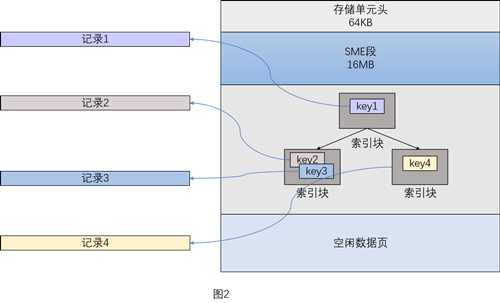 存储单元头
64KB
记录1
SME段
16MB
记录2
key1
索引块
key2
key3
key4
记录3
索引块
索引块
记录4
空闲数据页
图2